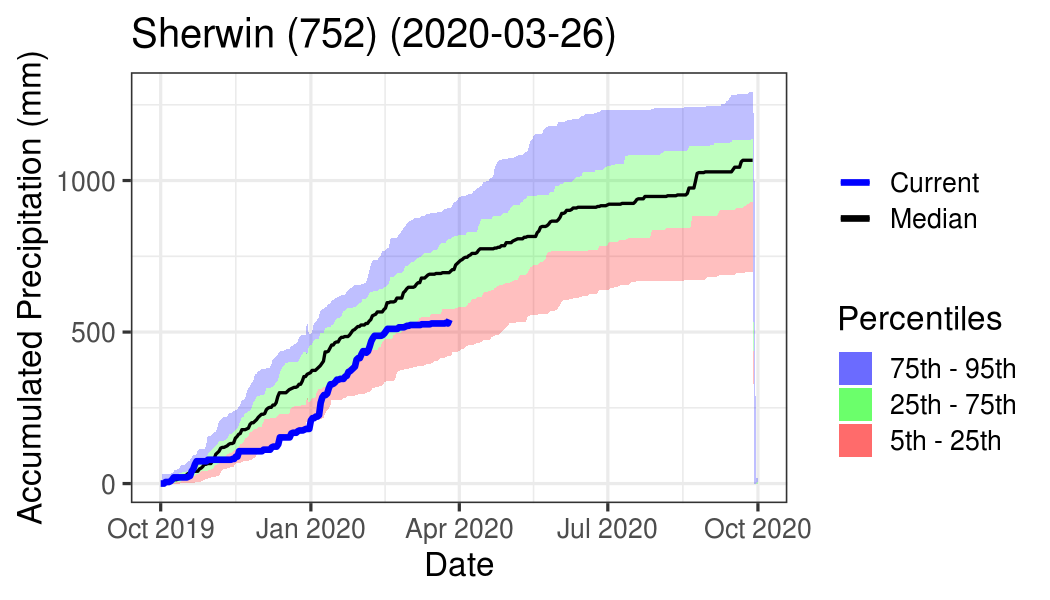 Sherwin (752) (2020-03-26)
Accumulated Precipitation (mm)
1000
500
0
Oct 2019
Jan 2020
Apr 2020
Jul 2020
Oct 2020
Date
Current
Median
Percentiles
75th - 95th
25th - 75th
5th - 25th